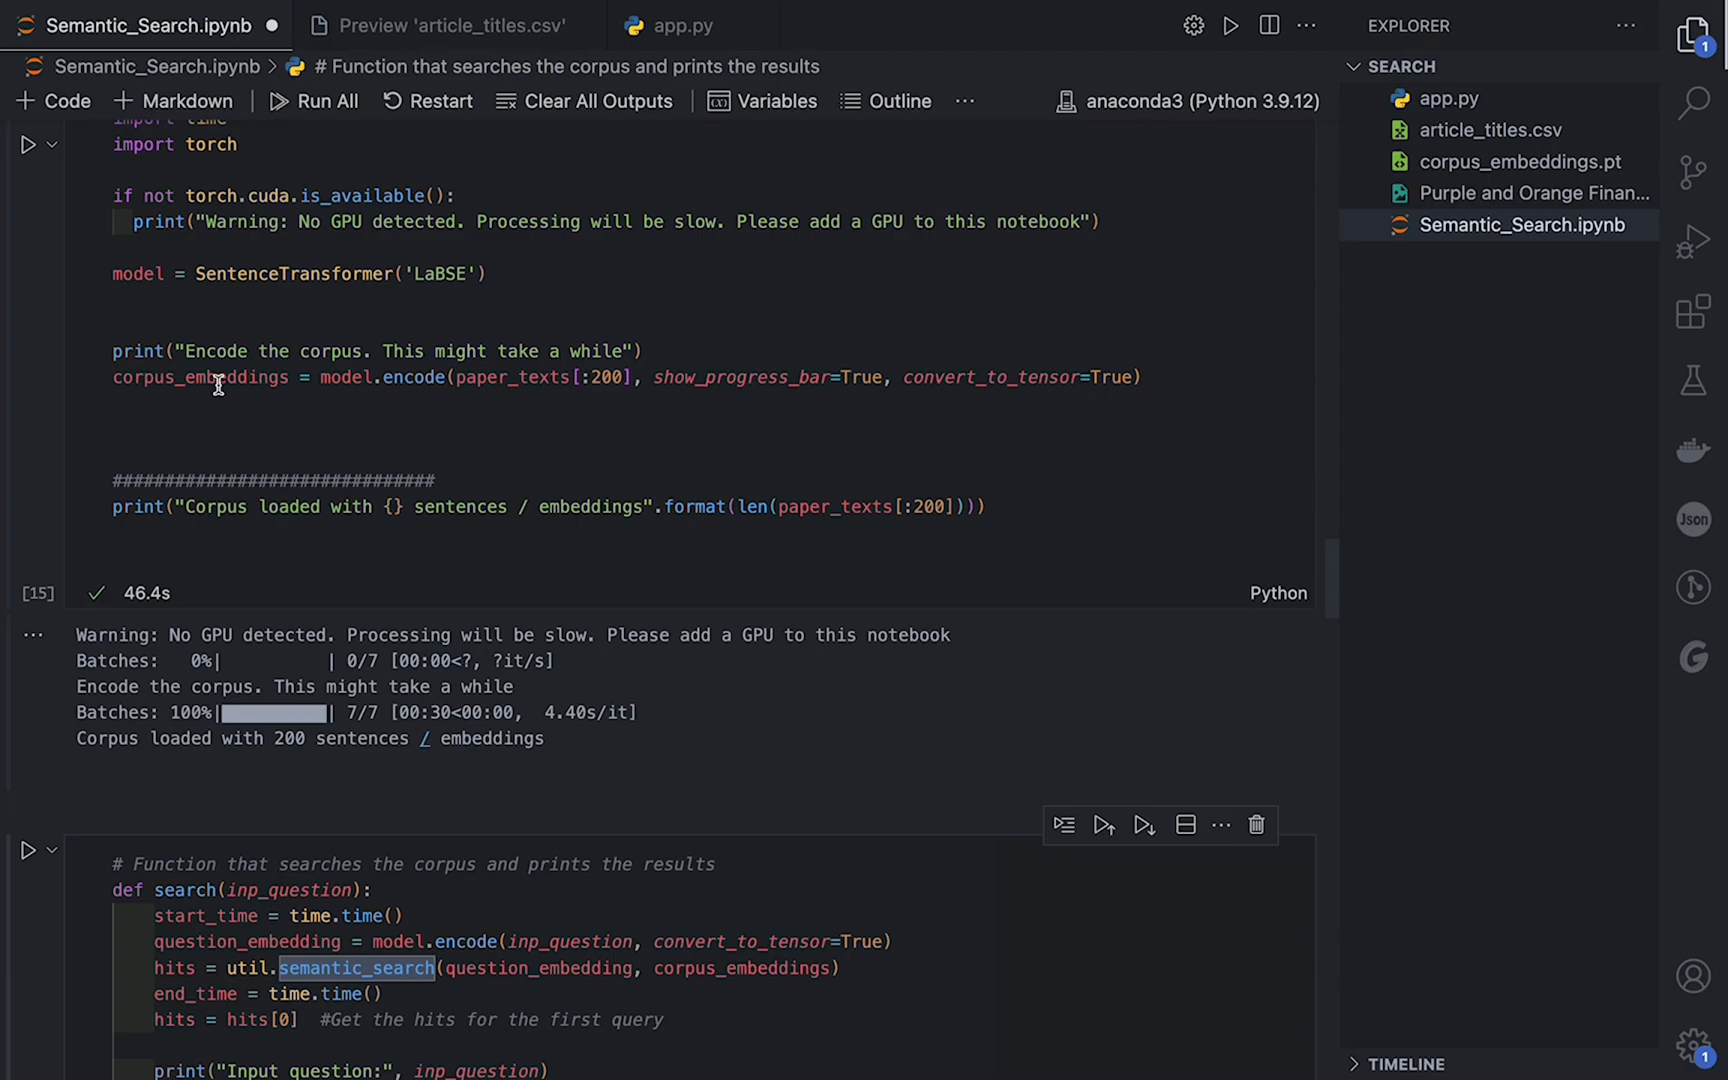 Semantic_Search.ipynb
Preview 'article_titles.csv'
app.py
EXPLORER
Semantic_Search.ipynb > # Function that searches the corpus and prints the results
Code
Markdown
Run All
Restart
Clear All Outputs
Variables
Outline
anaconda3 (Python 3.9.12)
SEARCH
app.py
article_titles.csv
corpus_embeddings.pt
Purple and Orange Finan...
Semantic_Search.ipynb
TIMELINE
1
Json
1
import time
import torch
if not torch.cuda.is_available():
print("Warning: No GPU detected. Processing will be slow. Please add a GPU to this notebook")
model = SentenceTransformer('LaBSE')
print("Encode the corpus. This might take a while")
corpus_embeddings = model.encode(paper_texts[:200], show_progress_bar=True, convert_to_tensor=True)
###############################
print("Corpus loaded with {} sentences / embeddings".format(len(paper_texts[:200])))
[15]
46.4s
Python
Warning: No GPU detected. Processing will be slow. Please add a GPU to this notebook
Batches:   0%|          | 0/7 [00:00<?, ?it/s]
Encode the corpus. This might take a while
Batches: 100%|██████████| 7/7 [00:30<00:00,  4.40s/it]
Corpus loaded with 200 sentences / embeddings
# Function that searches the corpus and prints the results
def search(inp_question):
start_time = time.time()
question_embedding = model.encode(inp_question, convert_to_tensor=True)
hits = util.semantic_search(question_embedding, corpus_embeddings)
end_time = time.time()
hits = hits[0]  #Get the hits for the first query
print("Input question:", inp_question)